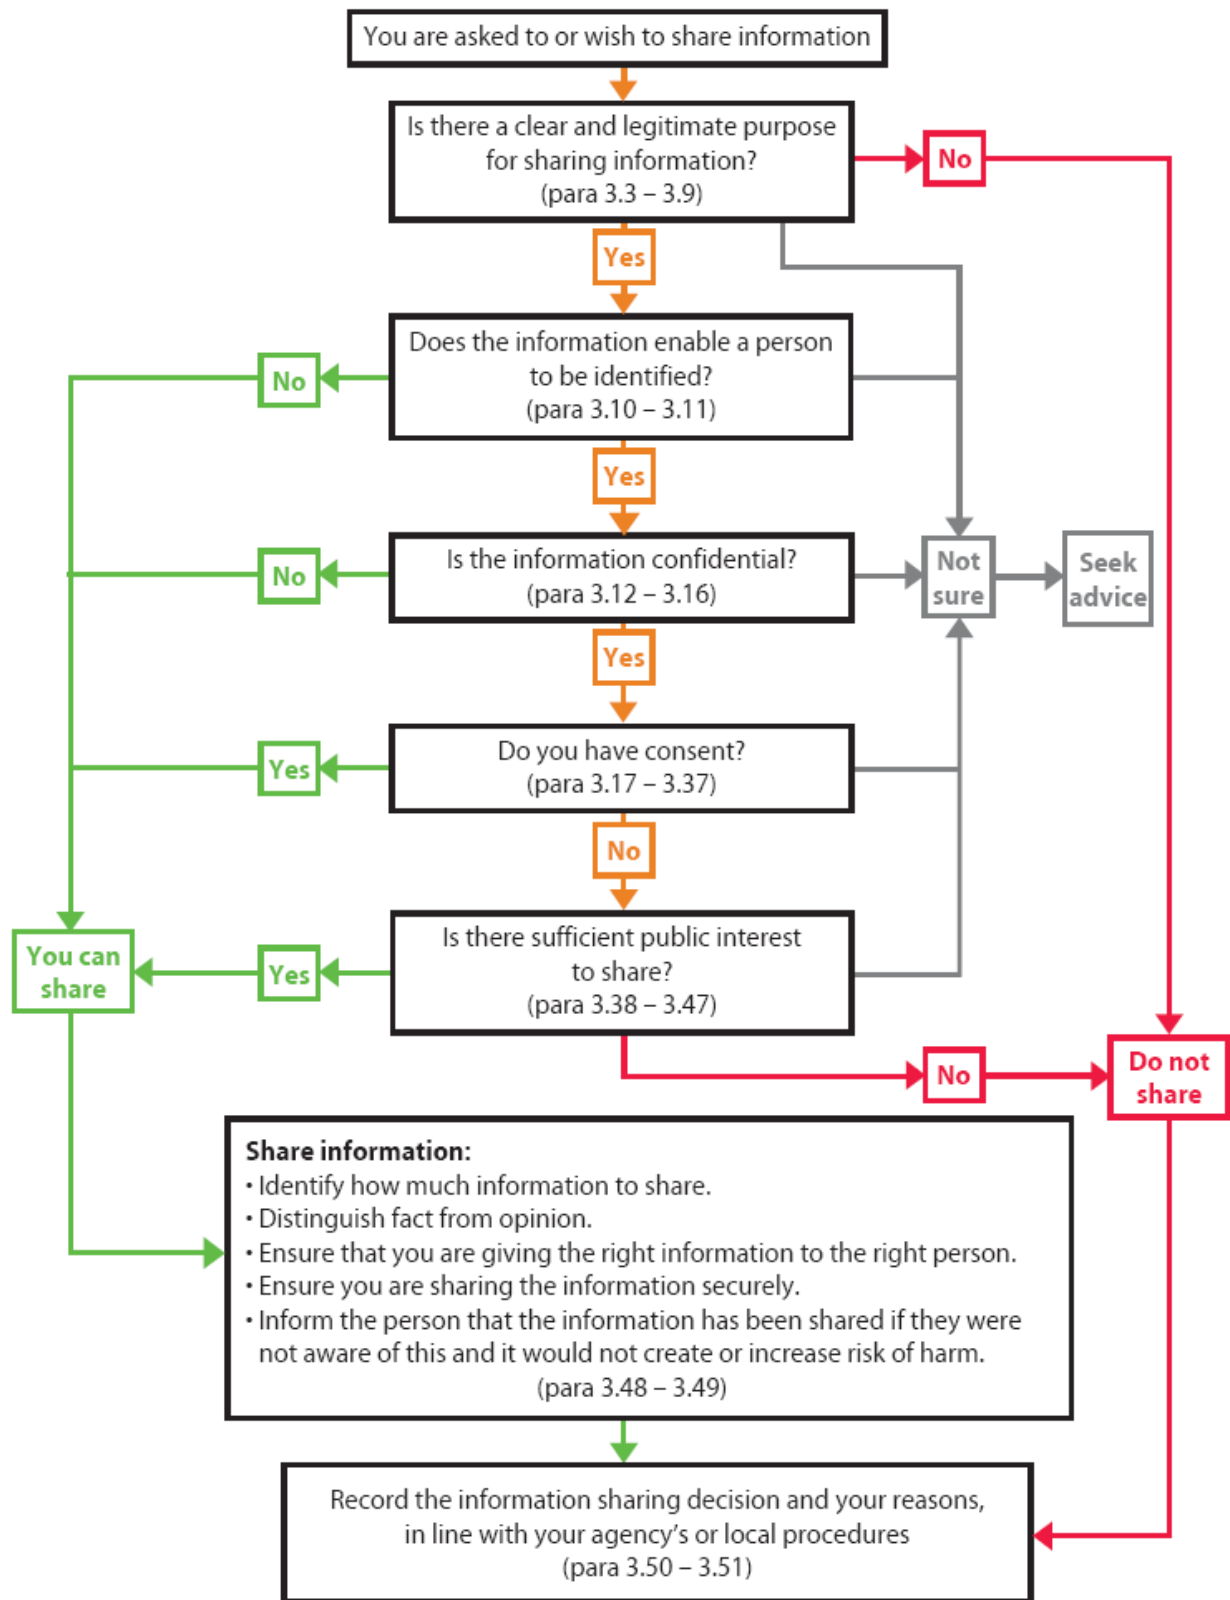 You are asked to or wish to share information
Is there a clear and legitimate purpose
for sharing information?
(para 3.3 – 3.9)
No
Yes
Does the information enable a person
to be identified?
(para 3.10 – 3.11)
No
Yes
Is the information confidential?
(para 3.12 – 3.16)
No
Not
sure
Seek
advice
Yes
Do you have consent?
(para 3.17 – 3.37)
Yes
No
Is there sufficient public interest
to share?
(para 3.38 – 3.47)
Yes
You can
share
No
Do not
share
Share information:
• Identify how much information to share.
• Distinguish fact from opinion.
• Ensure that you are giving the right information to the right person.
• Ensure you are sharing the information securely.
• Inform the person that the information has been shared if they were
not aware of this and it would not create or increase risk of harm.
(para 3.48 – 3.49)
Record the information sharing decision and your reasons,
in line with your agency’s or local procedures
(para 3.50 – 3.51)